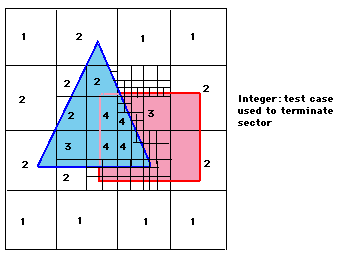 1 2 1 1
2 2 2 2
2 4 4 3
2 3 4 4 2
2
1 1 1 1
Integer: test case
used to terminate
sector